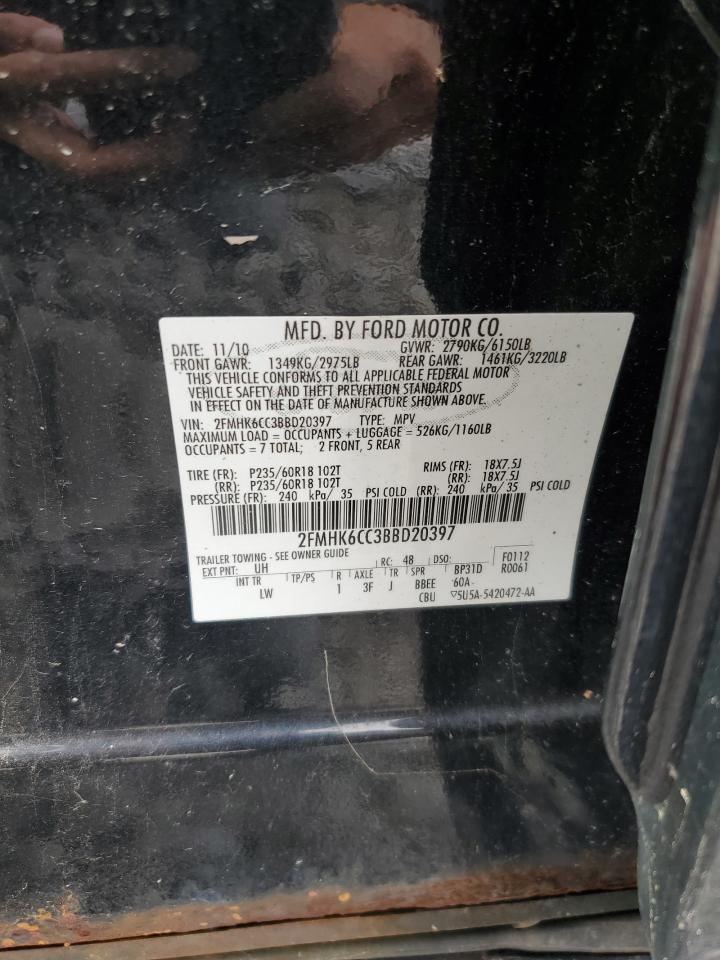 MFD. BY FORD MOTOR CO.
DATE: 11/10 GVWR: 2790KG/6150LB
FRONT GAWR: 1349KG/2975LB REAR GAWR: 1461KG/3220LB
THIS VEHICLE CONFORMS TO ALL APPLICABLE FEDERAL MOTOR
VEHICLE SAFETY AND THEFT PREVENTION STANDARDS
IN EFFECT ON THE DATE OF MANUFACTURE SHOWN ABOVE.
VIN: 2FMHK6CC3BBD20397 TYPE: MPV
MAXIMUM LOAD = OCCUPANTS + LUGGAGE = 526KG/1160LB
OCCUPANTS = 7 TOTAL; 2 FRONT, 5 REAR
TIRE (FR): P235/60R18 102T RIMS (FR): 18X7.5J
(RR): P235/60R18 102T (RR): 18X7.5J
PRESSURE (FR): 240 kPa/ 35 PSI COLD (RR): 240 kPa/ 35 PSI COLD
2FMHK6CC3BBD20397
TRAILER TOWING - SEE OWNER GUIDE F0112
EXT PNT: UH RC: 48 DSO: BP31D R0061
INT TR TP/PS R AXLE TR SPR BBEE 60A
LW 1 3F J CBU ▽5U5A-5420472-AA